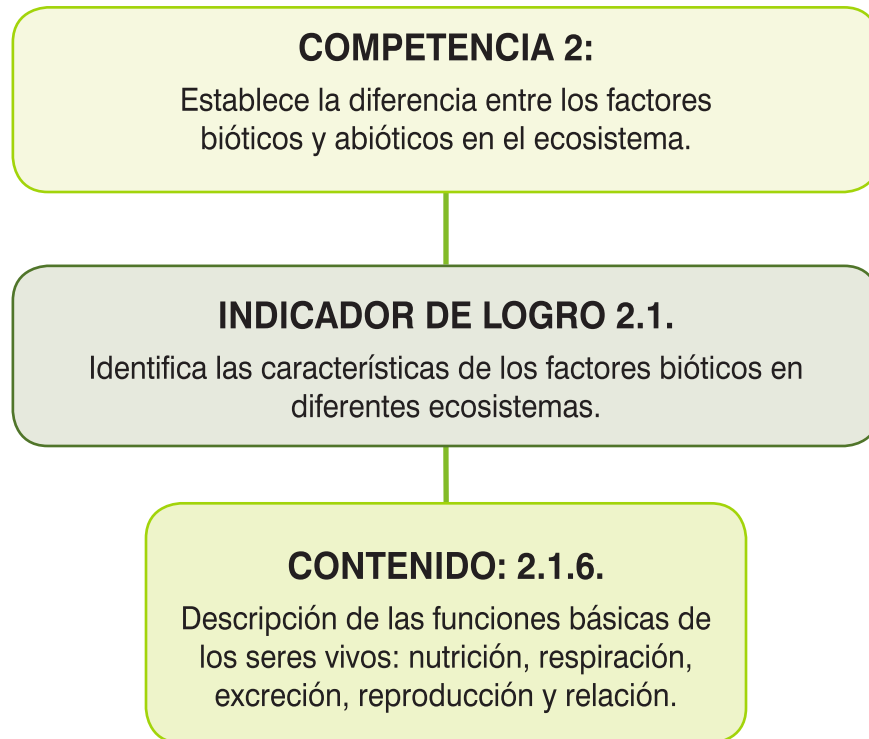 COMPETENCIA 2:
Establece la diferencia entre los factores
bióticos y abióticos en el ecosistema.
INDICADOR DE LOGRO 2.1.
Identifica las características de los factores bióticos en
diferentes ecosistemas.
CONTENIDO: 2.1.6.
Descripción de las funciones básicas de
los seres vivos: nutrición, respiración,
excreción, reproducción y relación.